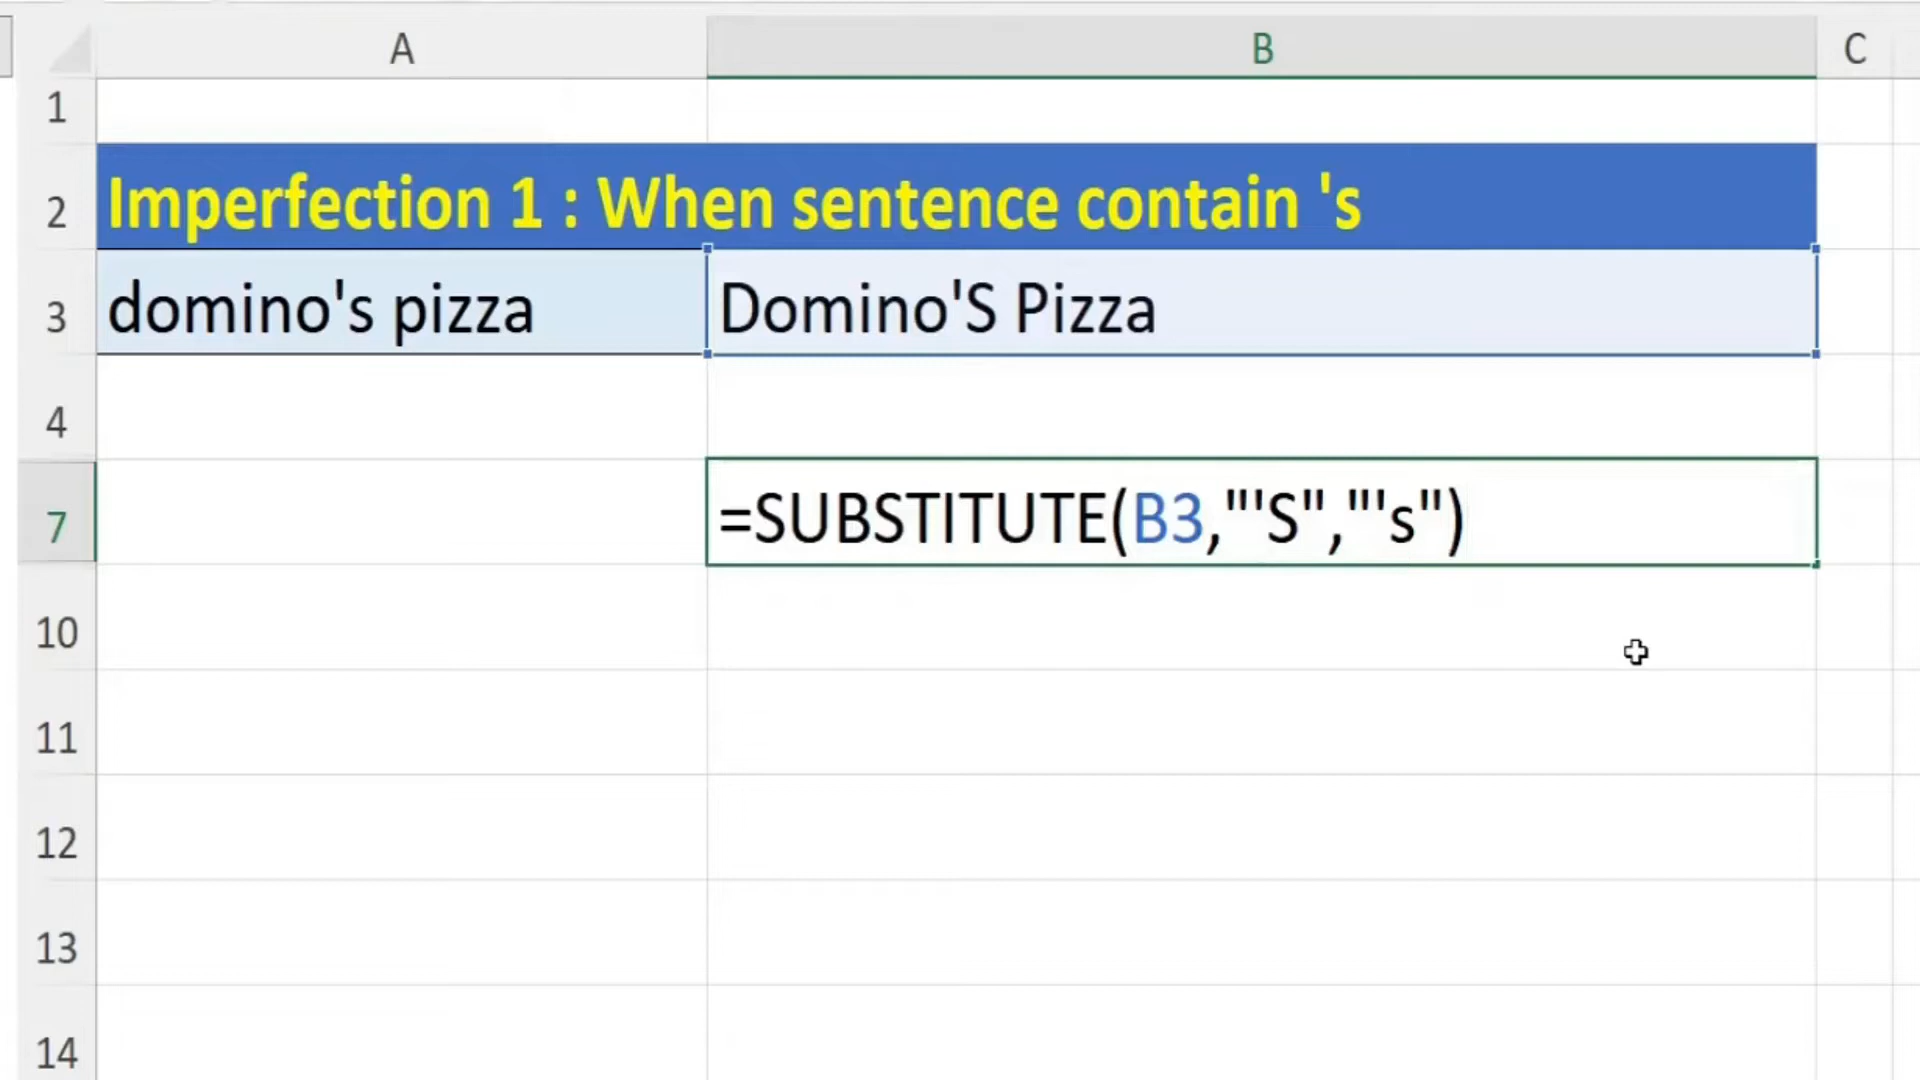 A B C
1
2 Imperfection 1 : When sentence contain 's
3 domino's pizza Domino'S Pizza
4
7 =SUBSTITUTE(B3,"'S","'s")
10
11
12
13
14